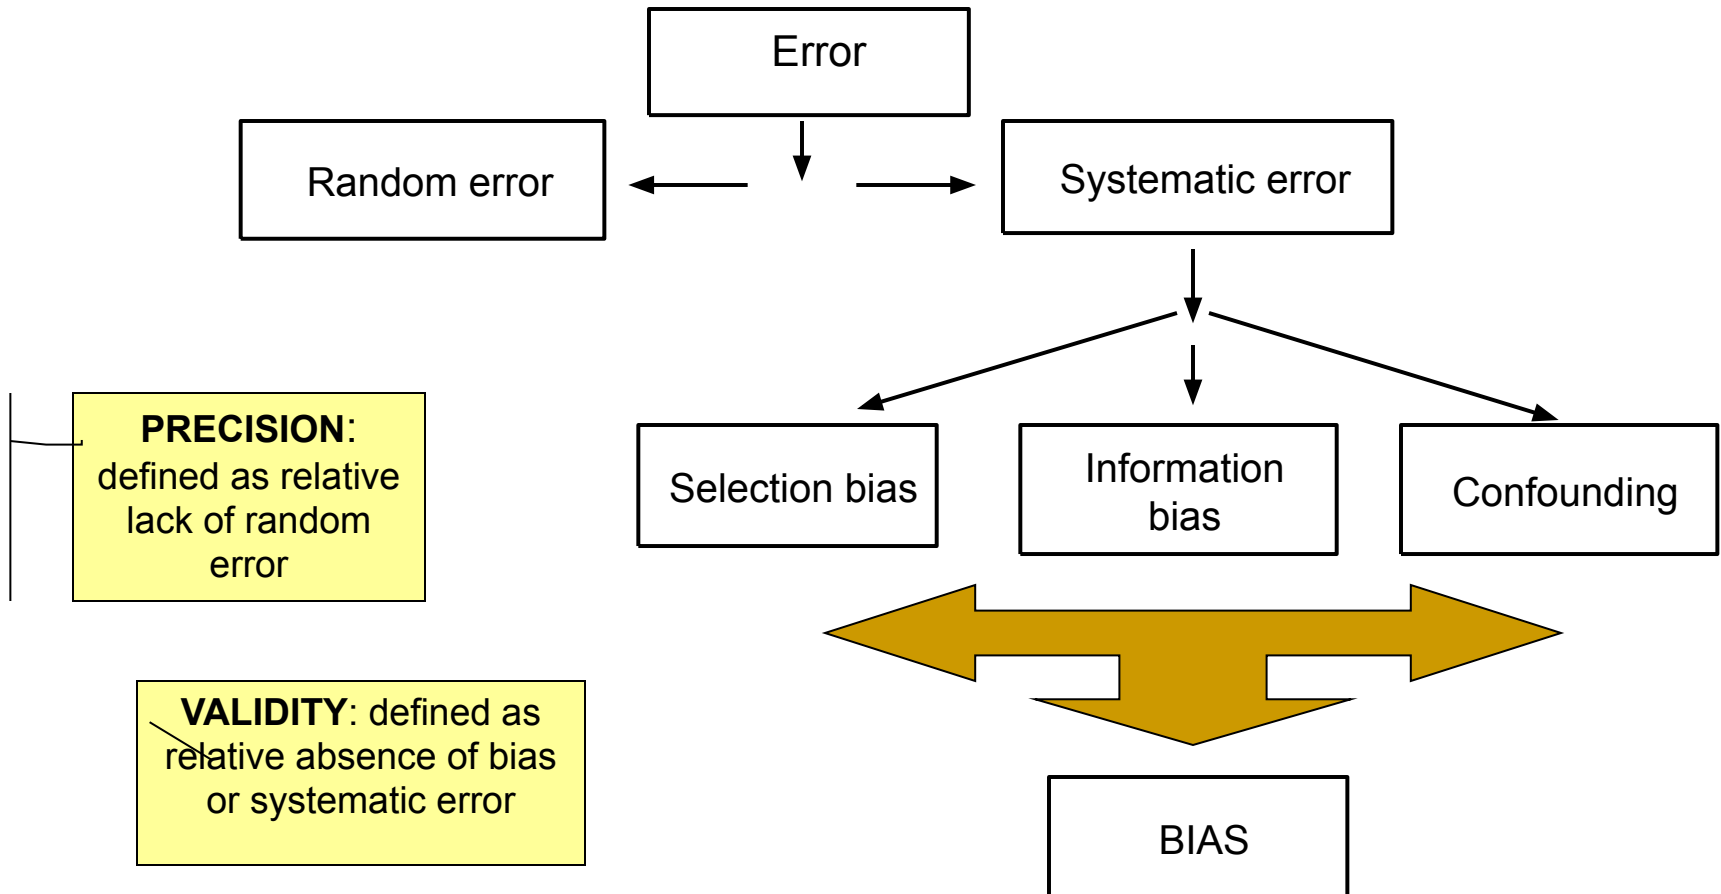 Error
Random error
Systematic error
PRECISION:
defined as relative
lack of random
error
Selection bias
Information
bias
Confounding
VALIDITY: defined as
relative absence of bias
or systematic error
BIAS